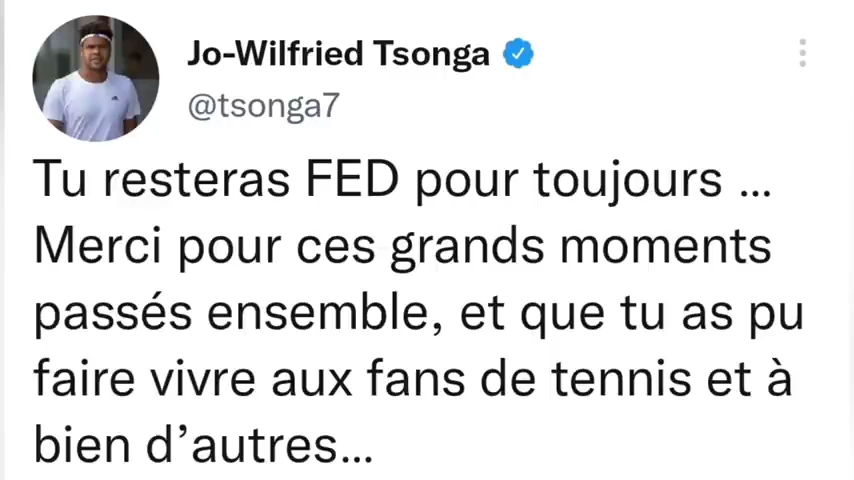 Jo-Wilfried Tsonga
@tsonga7
Tu resteras FED pour toujours ...
Merci pour ces grands moments
passés ensemble, et que tu as pu
faire vivre aux fans de tennis et à
bien d’autres...